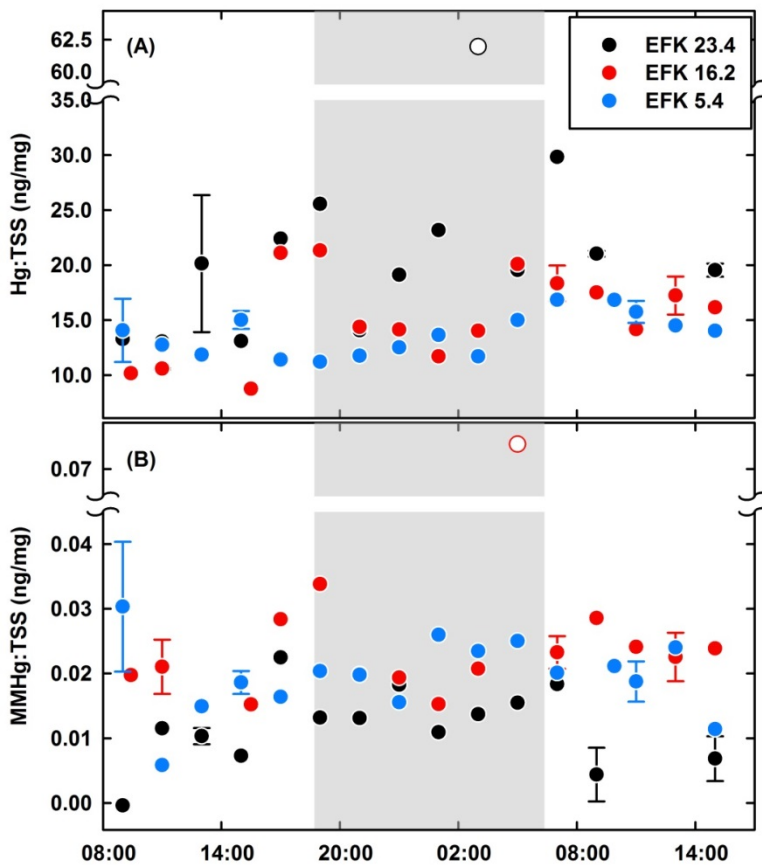 62.5
(A)
60.0
EFK 23.4
EFK 16.2
EFK 5.4
35.0
30.0
25.0
20.0
15.0
10.0
Hg:TSS (ng/mg)
(B)
0.07
0.04
0.03
0.02
0.01
0.00
MMHg:TSS (ng/mg)
08:00 14:00 20:00 02:00 08:00 14:00